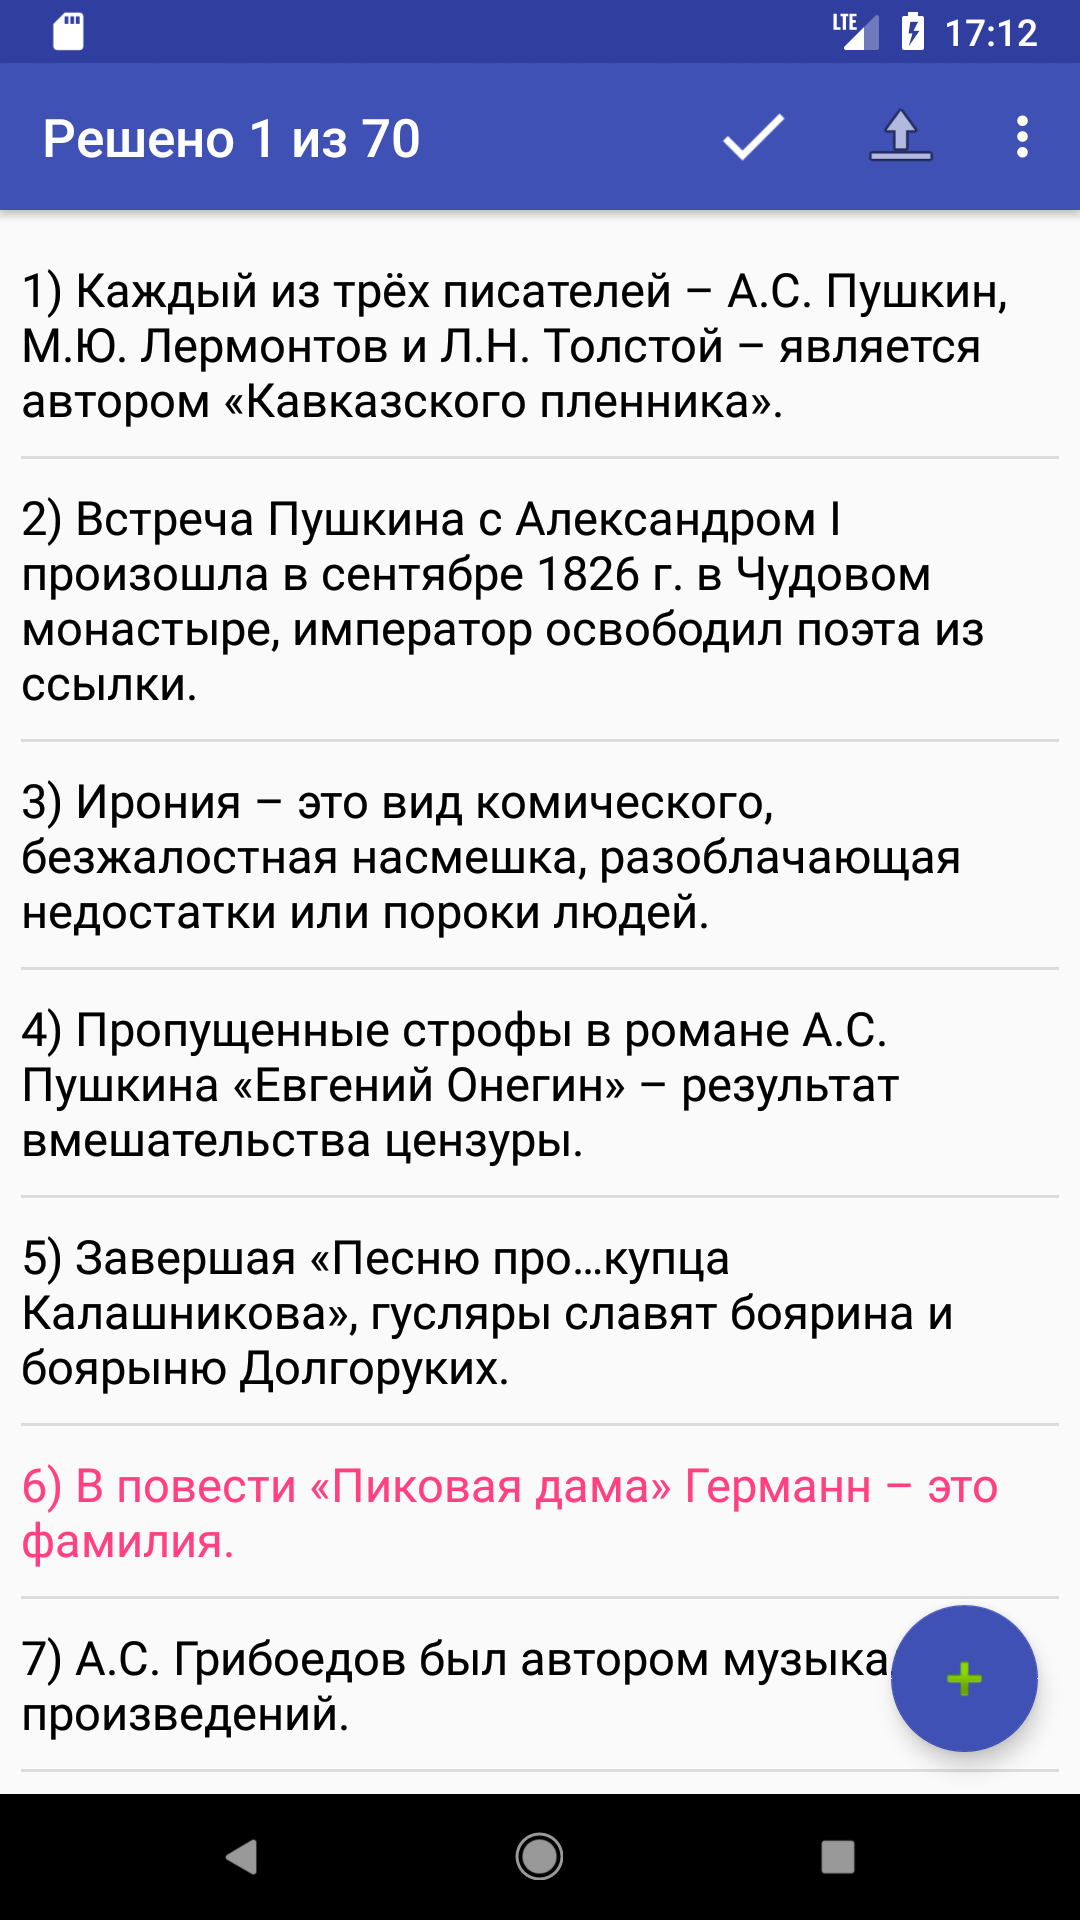 LTE 17:12
Решено 1 из 70
1) Каждый из трёх писателей – А.С. Пушкин,
М.Ю. Лермонтов и Л.Н. Толстой – является
автором «Кавказского пленника».
2) Встреча Пушкина с Александром I
произошла в сентябре 1826 г. в Чудовом
монастыре, император освободил поэта из
ссылки.
3) Ирония – это вид комического,
безжалостная насмешка, разоблачающая
недостатки или пороки людей.
4) Пропущенные строфы в романе А.С.
Пушкина «Евгений Онегин» – результат
вмешательства цензуры.
5) Завершая «Песню про…купца
Калашникова», гусляры славят боярина и
боярыню Долгоруких.
6) В повести «Пиковая дама» Германн – это
фамилия.
7) А.С. Грибоедов был автором
произведений.